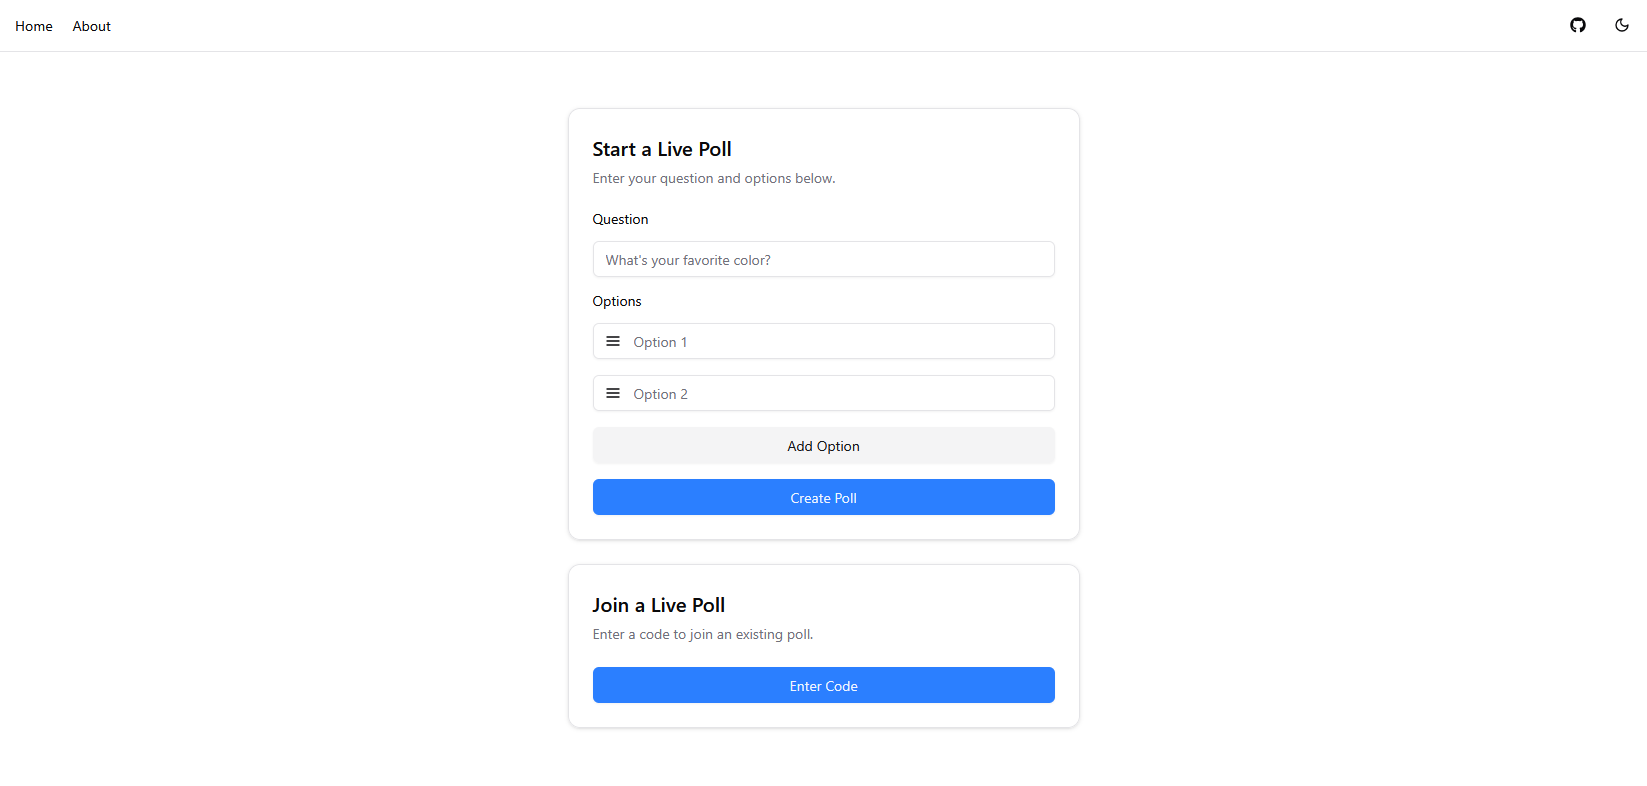 Home About
Start a Live Poll
Enter your question and options below.
Question
What's your favorite color?
Options
Option 1
Option 2
Add Option
Create Poll
Join a Live Poll
Enter a code to join an existing poll.
Enter Code